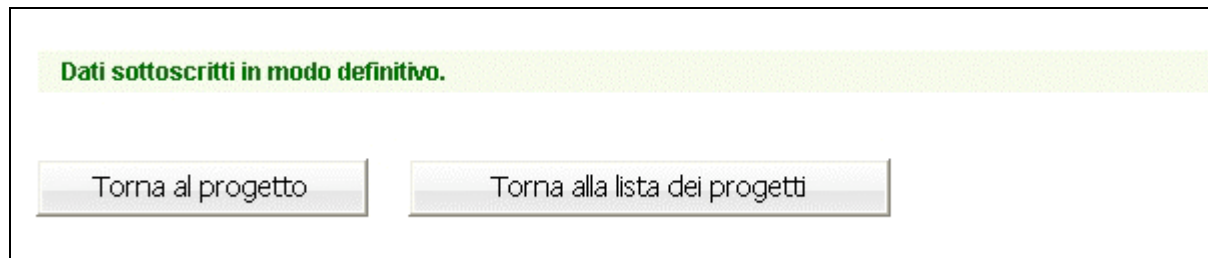 Dati sottoscritti in modo definitivo.
Torna al progetto
Torna alla lista dei progetti